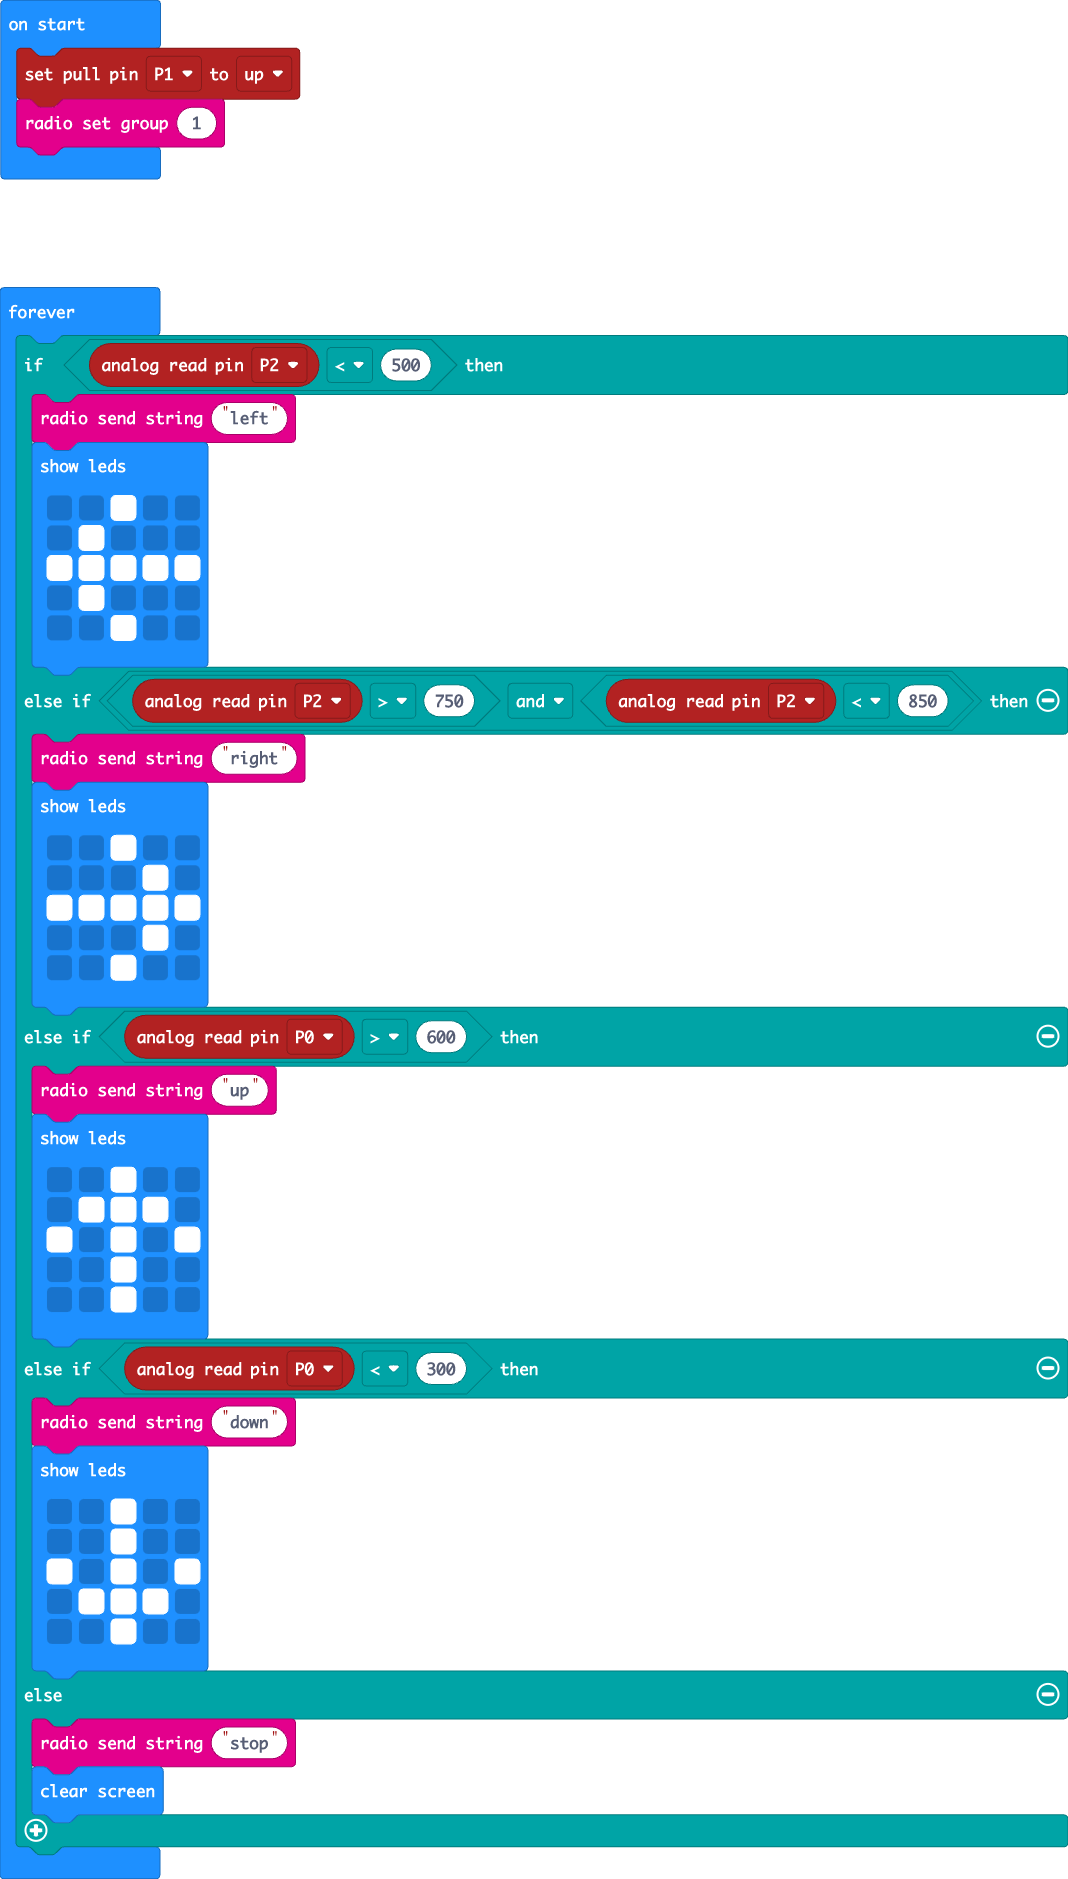 on start
set pull pin P1 to up
radio set group 1
forever
if analog read pin P2 < 500 then
radio send string "left"
show leds
else if analog read pin P2 > 750 and analog read pin P2 < 850 then
radio send string "right"
show leds
else if analog read pin P0 > 600 then
radio send string "up"
show leds
else if analog read pin P0 < 300 then
radio send string "down"
show leds
else
radio send string "stop"
clear screen